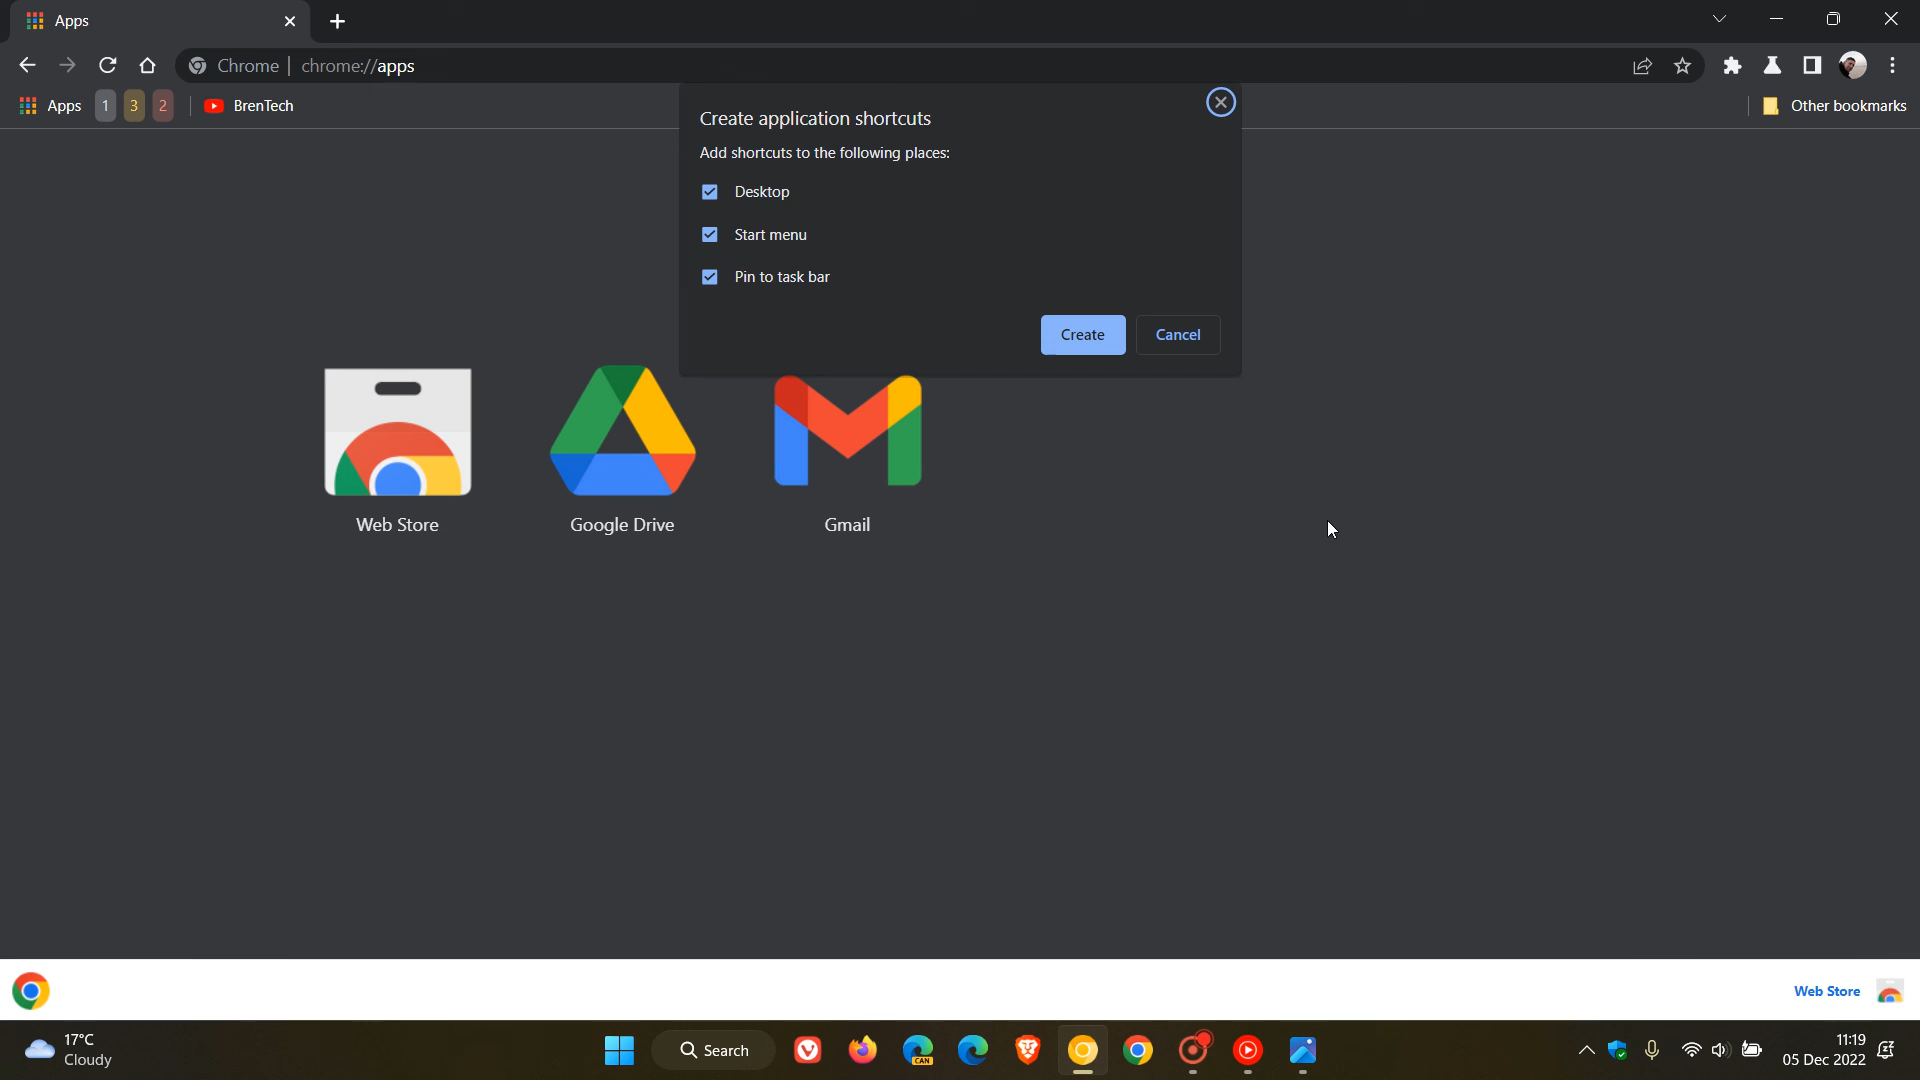 Apps
Chrome | chrome://apps
Apps 1 3 2 BrenTech Other bookmarks
Create application shortcuts
Add shortcuts to the following places:
Desktop
Start menu
Pin to task bar
Create Cancel
Web Store Google Drive Gmail
Web Store
17°C
Cloudy
Search
CAN
11:19
05 Dec 2022